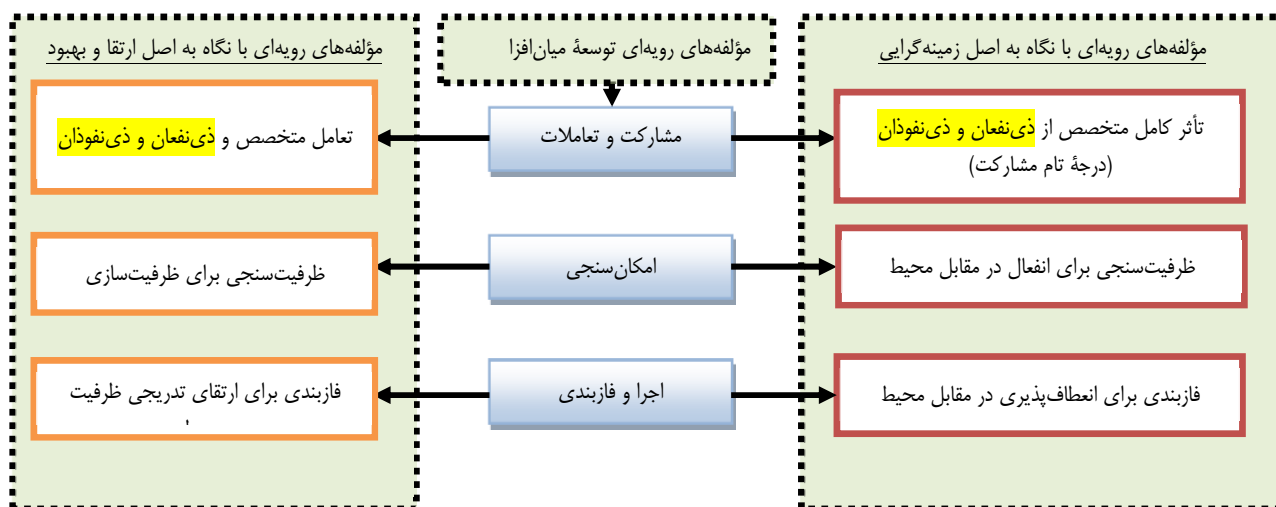 مؤلفه‌های رویه‌ای با نگاه به اصل زمینه‌گرایی
تأثر کامل متخصص از ذی‌نفعان و ذی‌نفوذان
(درجۀ تام مشارکت)
ظرفیت‌سنجی برای انفعال در مقابل محیط
فازبندی برای انعطاف‌پذیری در مقابل محیط
مؤلفه‌های رویه‌ای توسعۀ میان‌افزا
مشارکت و تعاملات
امکان‌سنجی
اجرا و فازبندی
مؤلفه‌های رویه‌ای با نگاه به اصل ارتقا و بهبود
تعامل متخصص و ذی‌نفعان و ذی‌نفوذان
ظرفیت‌سنجی برای ظرفیت‌سازی
فازبندی برای ارتقای تدریجی ظرفیت